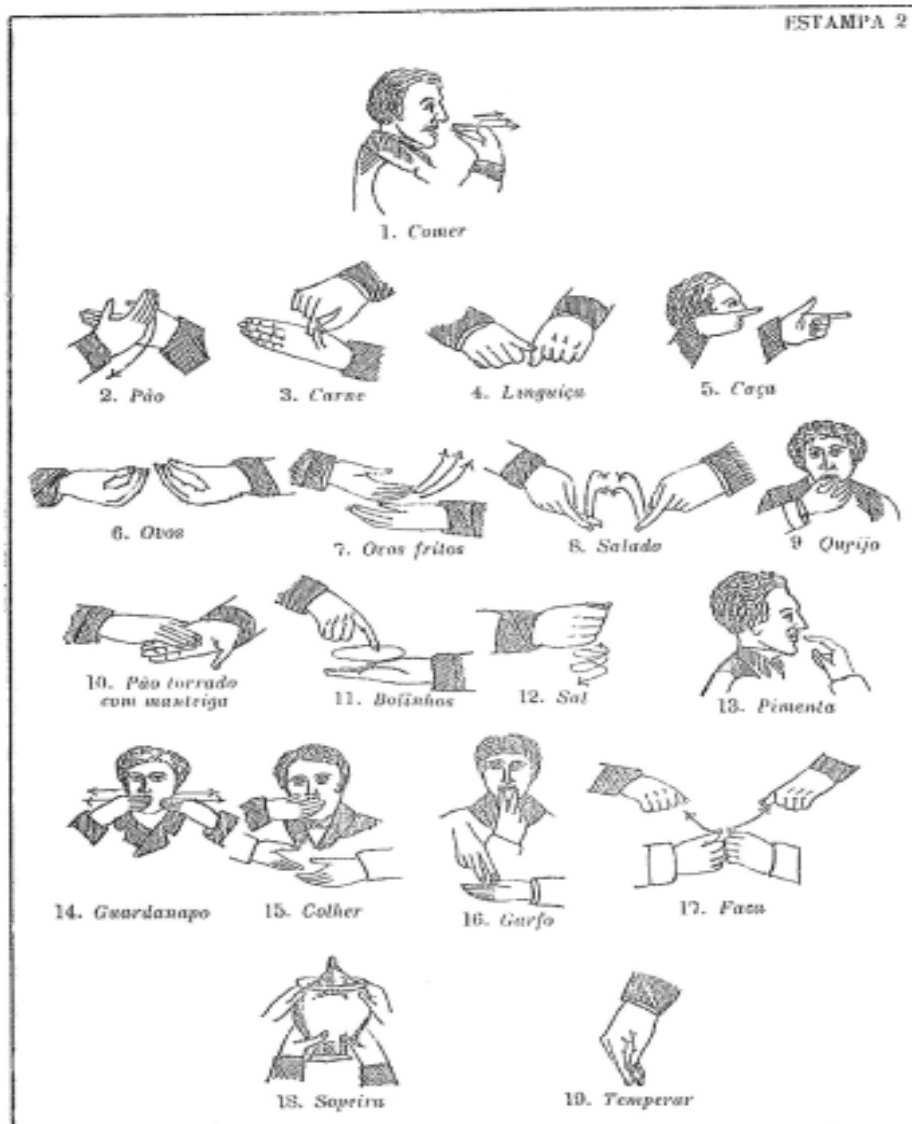 ESTAMPA 2
1. Comer
2. Pão
3. Carne
4. Linguiça
5. Caça
6. Ovos
7. Ovos fritos
8. Salada
9 Queijo
10. Pão torrado
com manteiga
11. Bolinhos
12. Sal
13. Pimenta
14. Guardanapo
15. Colher
16. Garfo
17. Faca
18. Sopeira
19. Temperar